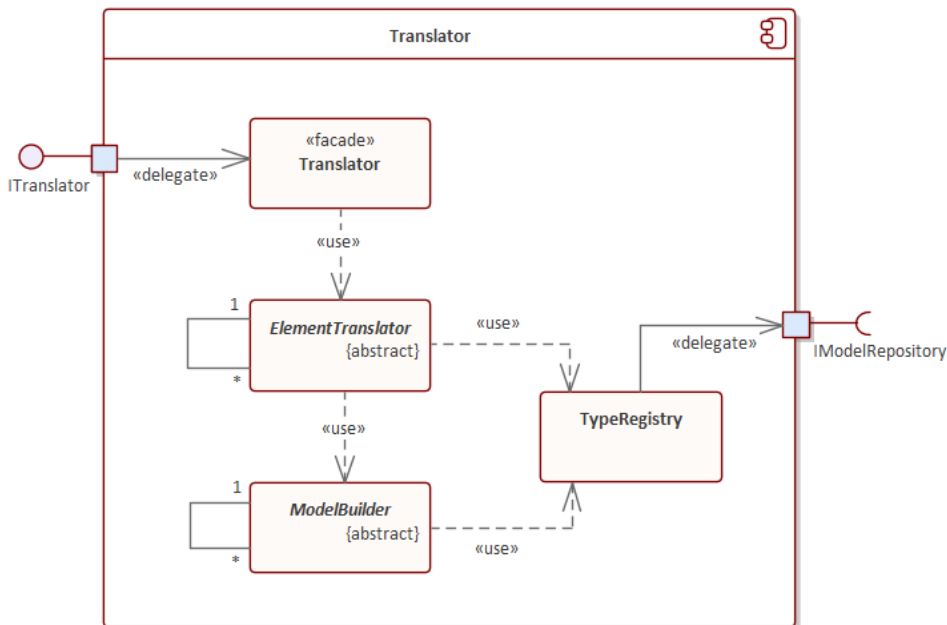 Translator
«facade»
Translator
«delegate»
ITranslator
«use»
1
ElementTranslator
{abstract}
*
«use»
«delegate»
IModelRepository
TypeRegistry
«use»
1
ModelBuilder
{abstract}
*
«use»